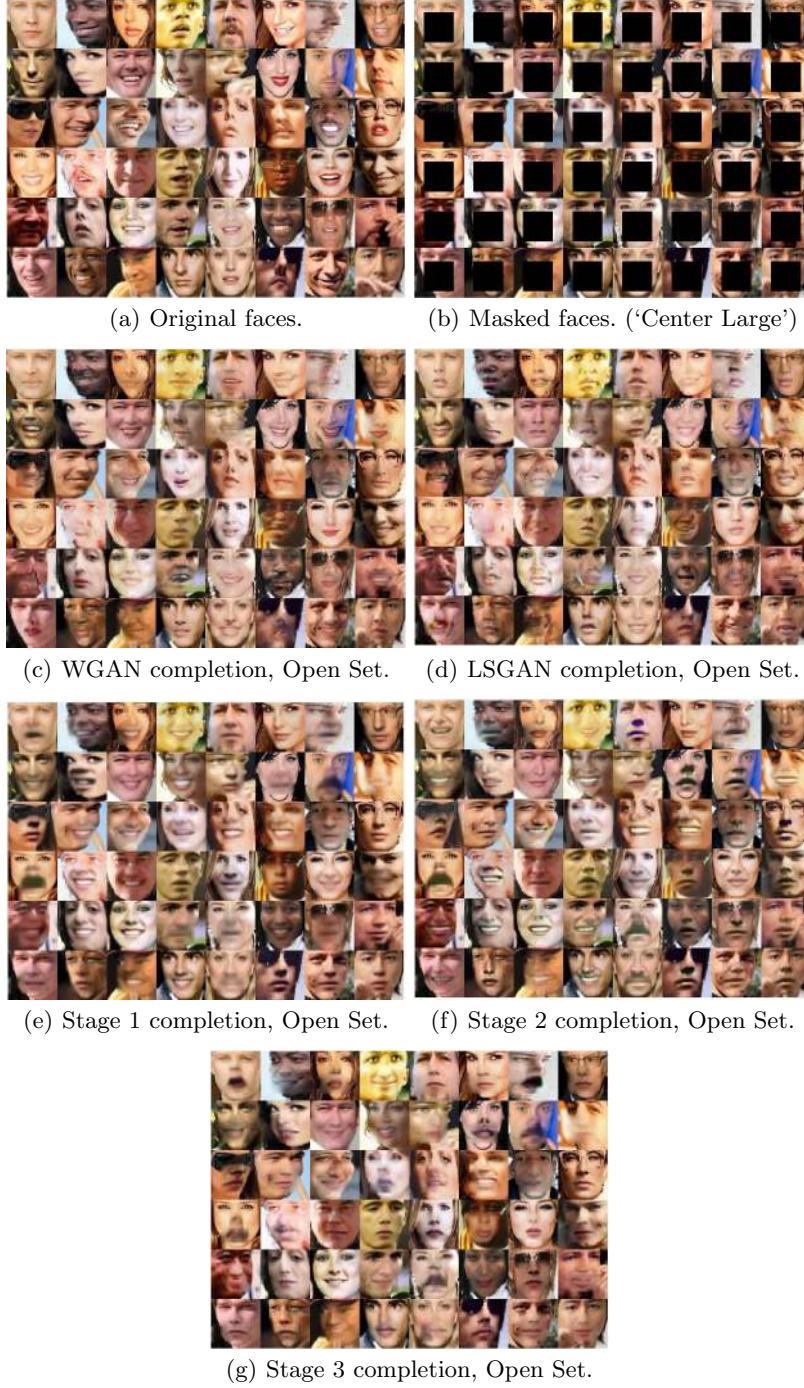 (a) Original faces.
(b) Masked faces. (‘Center Large’)
(c) WGAN completion, Open Set.
(d) LSGAN completion, Open Set.
(e) Stage 1 completion, Open Set.
(f) Stage 2 completion, Open Set.
(g) Stage 3 completion, Open Set.